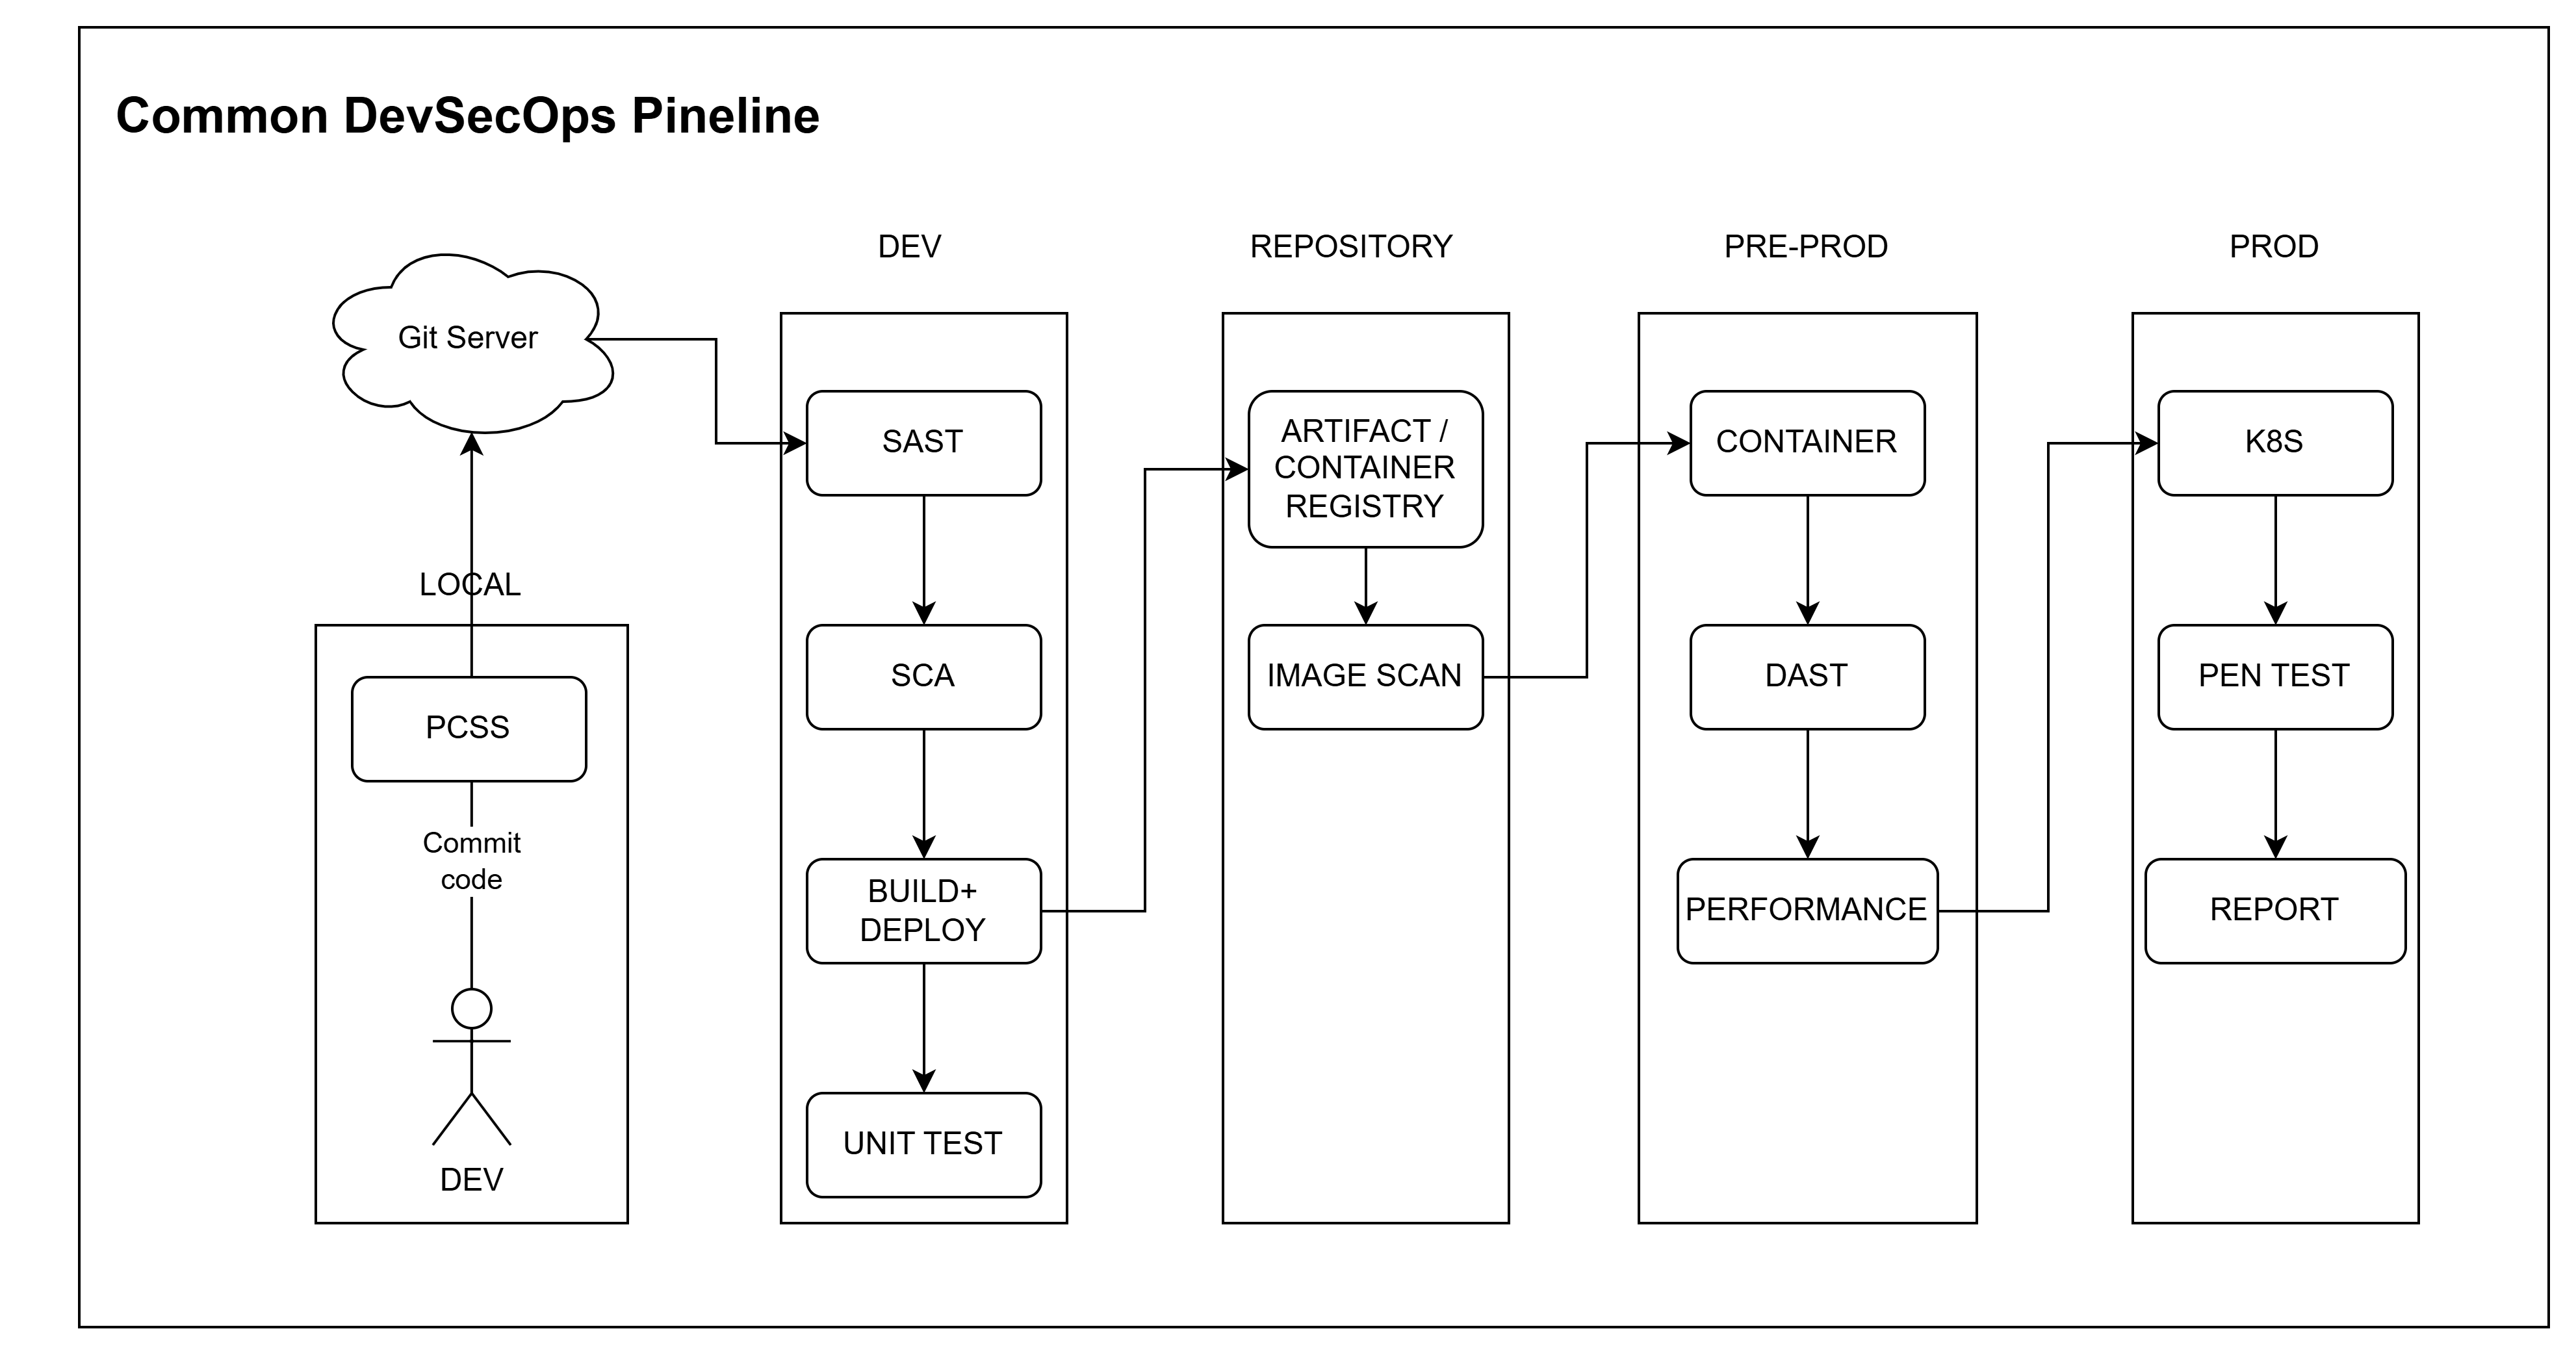 Common DevSecOps Pineline
Git Server
LOCAL
PCSS
Commit
code
DEV
DEV
SAST
SCA
BUILD+
DEPLOY
UNIT TEST
REPOSITORY
ARTIFACT /
CONTAINER
REGISTRY
IMAGE SCAN
PRE-PROD
CONTAINER
DAST
PERFORMANCE
PROD
K8S
PEN TEST
REPORT